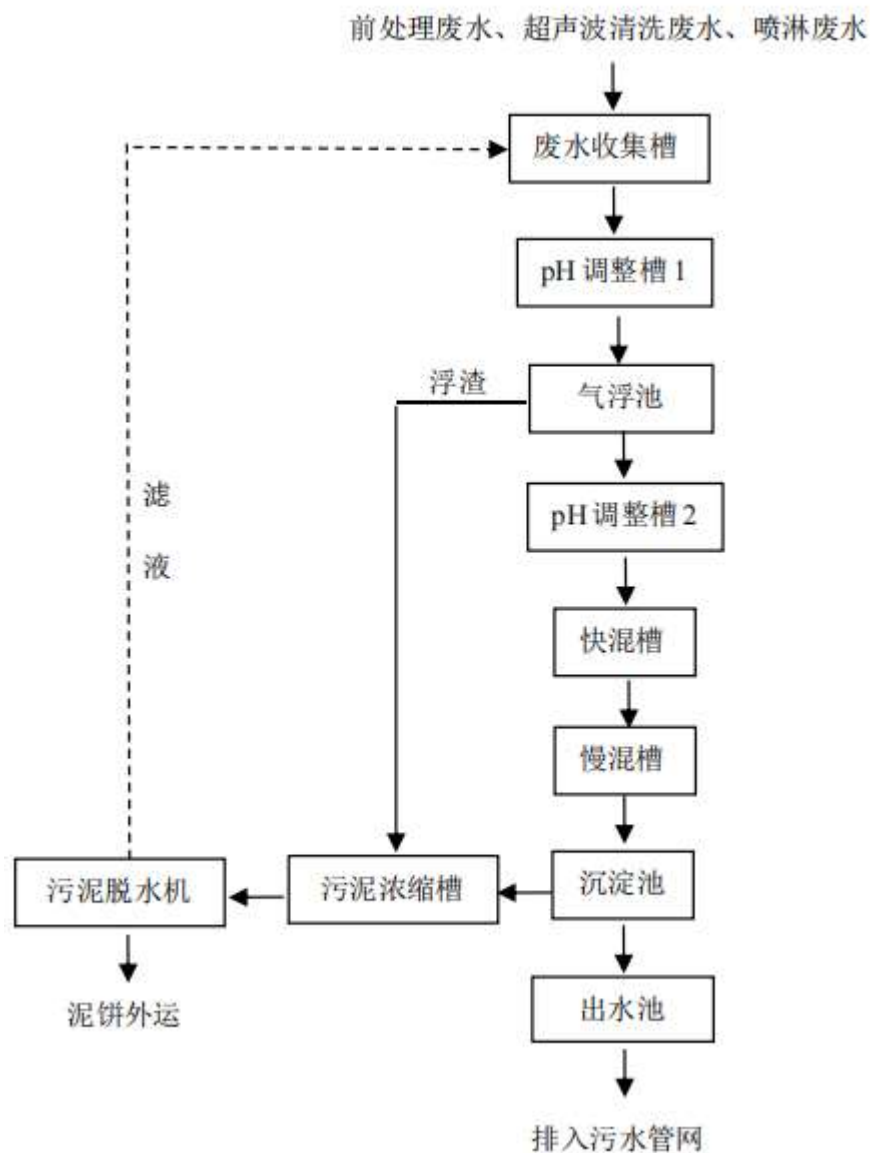 前处理废水、超声波清洗废水、喷淋废水
废水收集槽
pH 调整槽 1
浮渣
气浮池
滤
液
pH 调整槽 2
快混槽
慢混槽
污泥脱水机
污泥浓缩槽
沉淀池
泥饼外运
出水池
排入污水管网